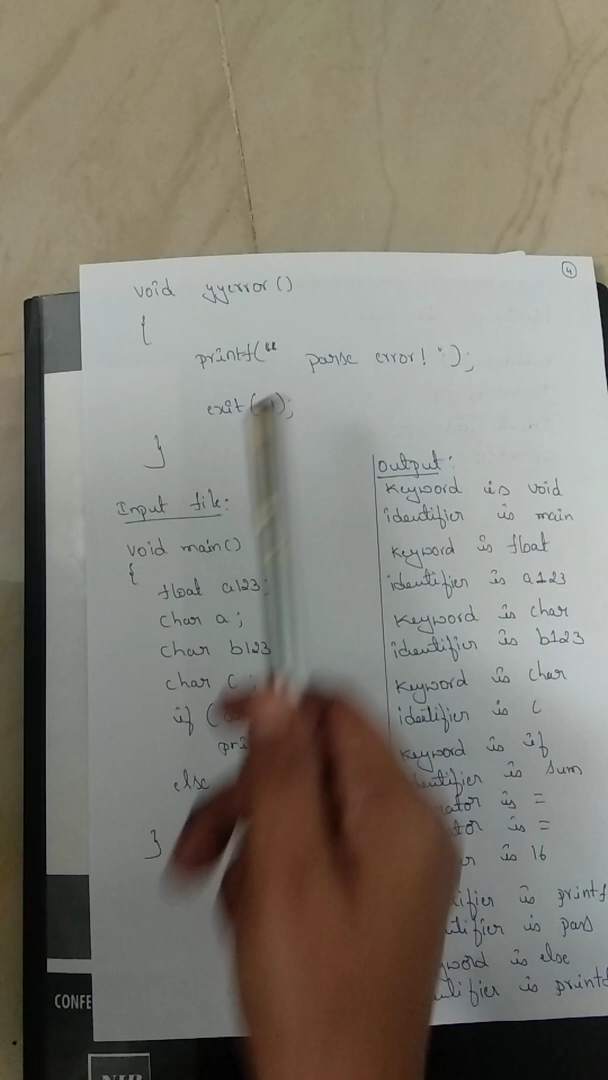 4
void yyerror()
{
printf(" parse error! ");
exit
}
Input file:
void main()
{
float a123;
char a;
char b123
char c;
if (
else
}
Output:
Keyword is void
identifier is main
Keyword is float
identifier is a123
Keyword is char
identifier is b123
Keyword is char
identifier is c
Keyword is if
is sum
is =
is =
is 16
is printf
is pass
is else
is printf
CONFE
NIR